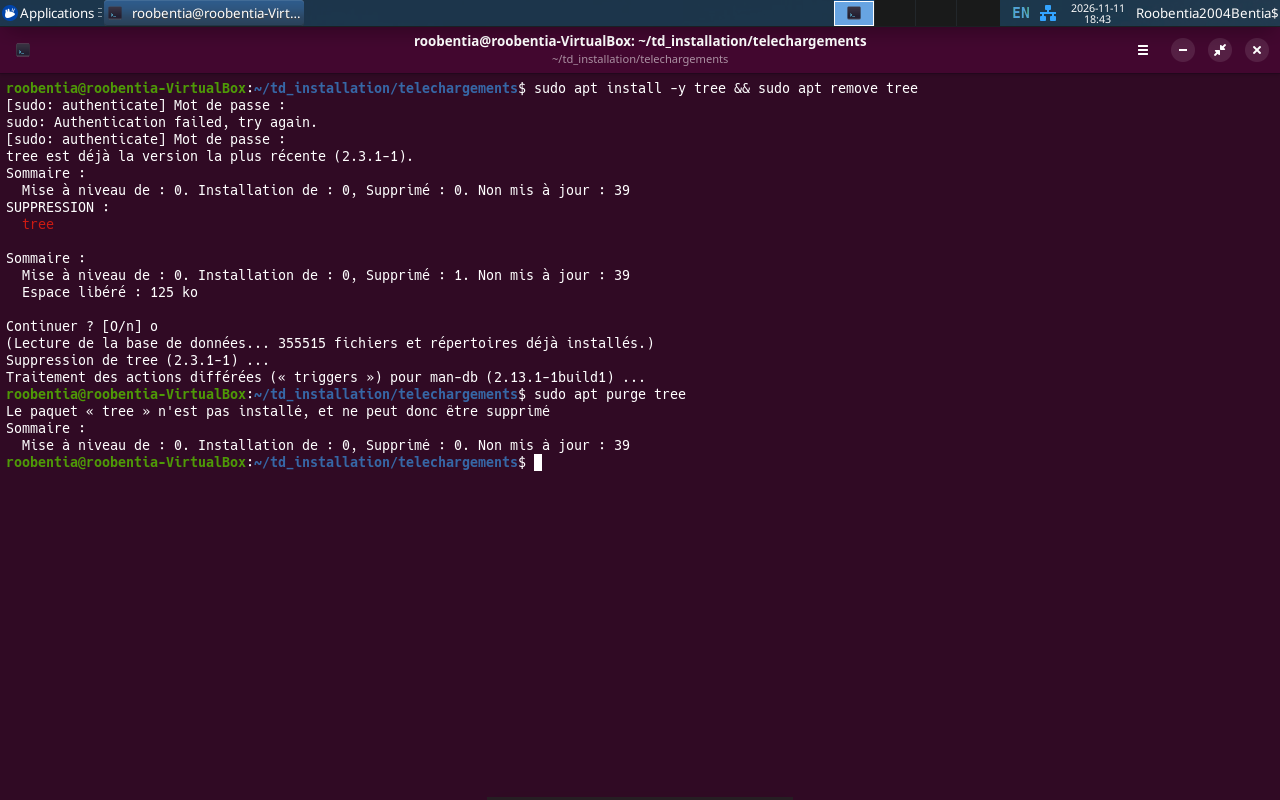 Applications
roobentia@roobentia-Virt...
EN
2026-11-11
18:43
Roobentia2004Bentia$
roobentia@roobentia-VirtualBox: ~/td_installation/telechargements
~/td_installation/telechargements
roobentia@roobentia-VirtualBox:~/td_installation/telechargements$ sudo apt install -y tree && sudo apt remove tree
[sudo: authenticate] Mot de passe :
sudo: Authentication failed, try again.
[sudo: authenticate] Mot de passe :
tree est déjà la version la plus récente (2.3.1-1).
Sommaire :
  Mise à niveau de : 0. Installation de : 0, Supprimé : 0. Non mis à jour : 39
SUPPRESSION :
  tree
Sommaire :
  Mise à niveau de : 0. Installation de : 0, Supprimé : 1. Non mis à jour : 39
  Espace libéré : 125 ko
Continuer ? [O/n] o
(Lecture de la base de données... 355515 fichiers et répertoires déjà installés.)
Suppression de tree (2.3.1-1) ...
Traitement des actions différées (« triggers ») pour man-db (2.13.1-1build1) ...
roobentia@roobentia-VirtualBox:~/td_installation/telechargements$ sudo apt purge tree
Le paquet « tree » n'est pas installé, et ne peut donc être supprimé
Sommaire :
  Mise à niveau de : 0. Installation de : 0, Supprimé : 0. Non mis à jour : 39
roobentia@roobentia-VirtualBox:~/td_installation/telechargements$